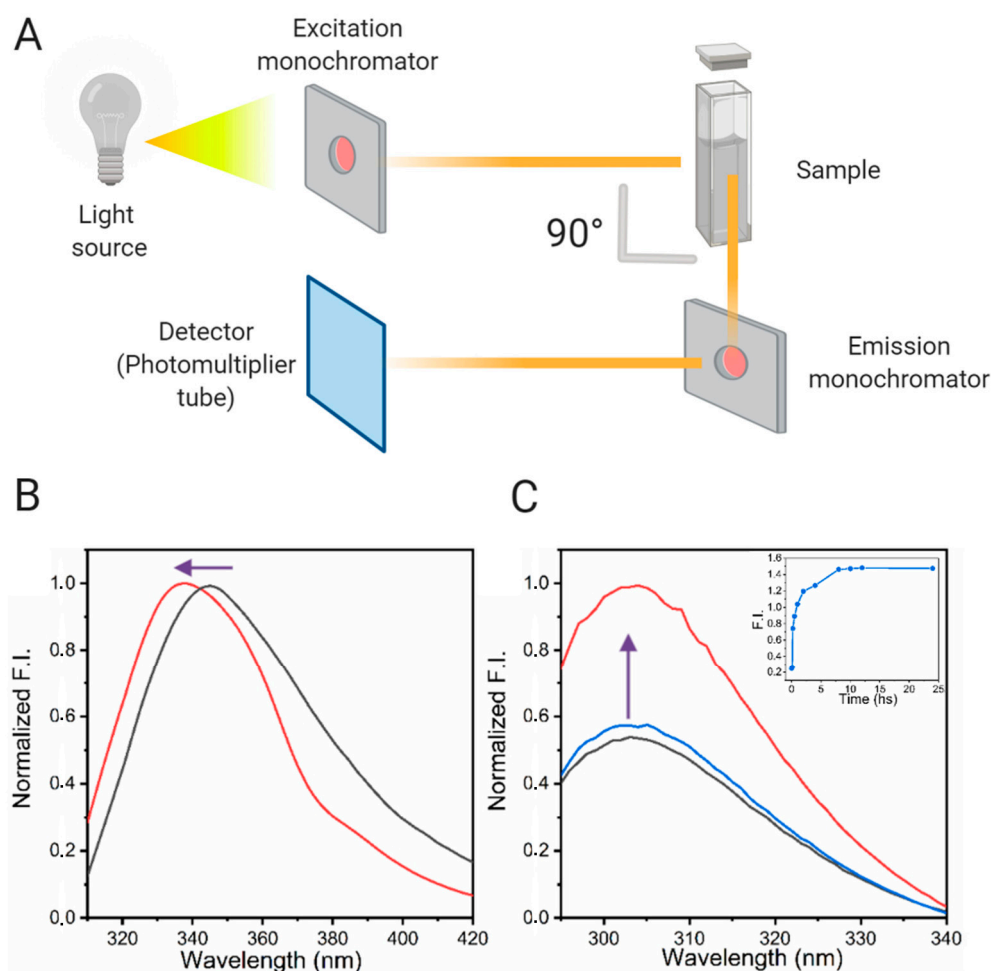 A
Excitation
monochromator
Light
source
Sample
90°
Detector
(Photomultiplier
tube)
Emission
monochromator
B
Normalized F.I.
1.0
0.8
0.6
0.4
0.2
0.0
320 340 360 380 400 420
Wavelength (nm)
C
Normalized F.I.
1.0
0.8
0.6
0.4
0.2
0.0
300 310 320 330 340
Wavelength (nm)
F.I.
1.6
1.4
1.2
1.0
0.8
0.6
0.4
0.2
0 5 10 15 20 25
Time (hs)